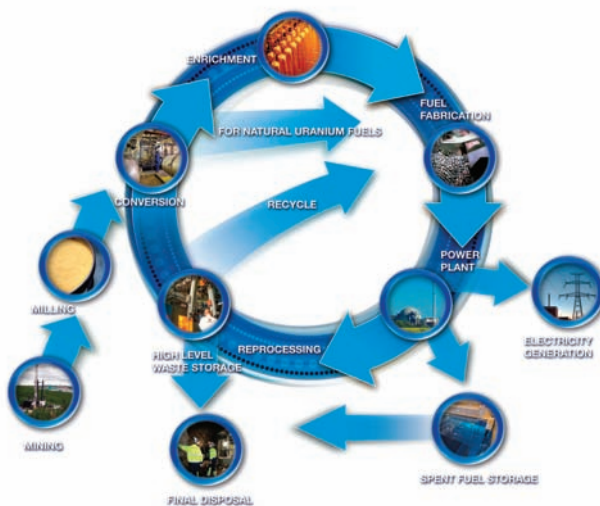 ENRICHMENT
FUEL
FABRICATION
FOR NATURAL URANIUM FUELS
CONVERSION
RECYCLE
POWER
PLANT
MILLING
ELECTRICITY
GENERATION
HIGH LEVEL
WASTE STORAGE
REPROCESSING
MINING
SPENT FUEL STORAGE
FINAL DISPOSAL